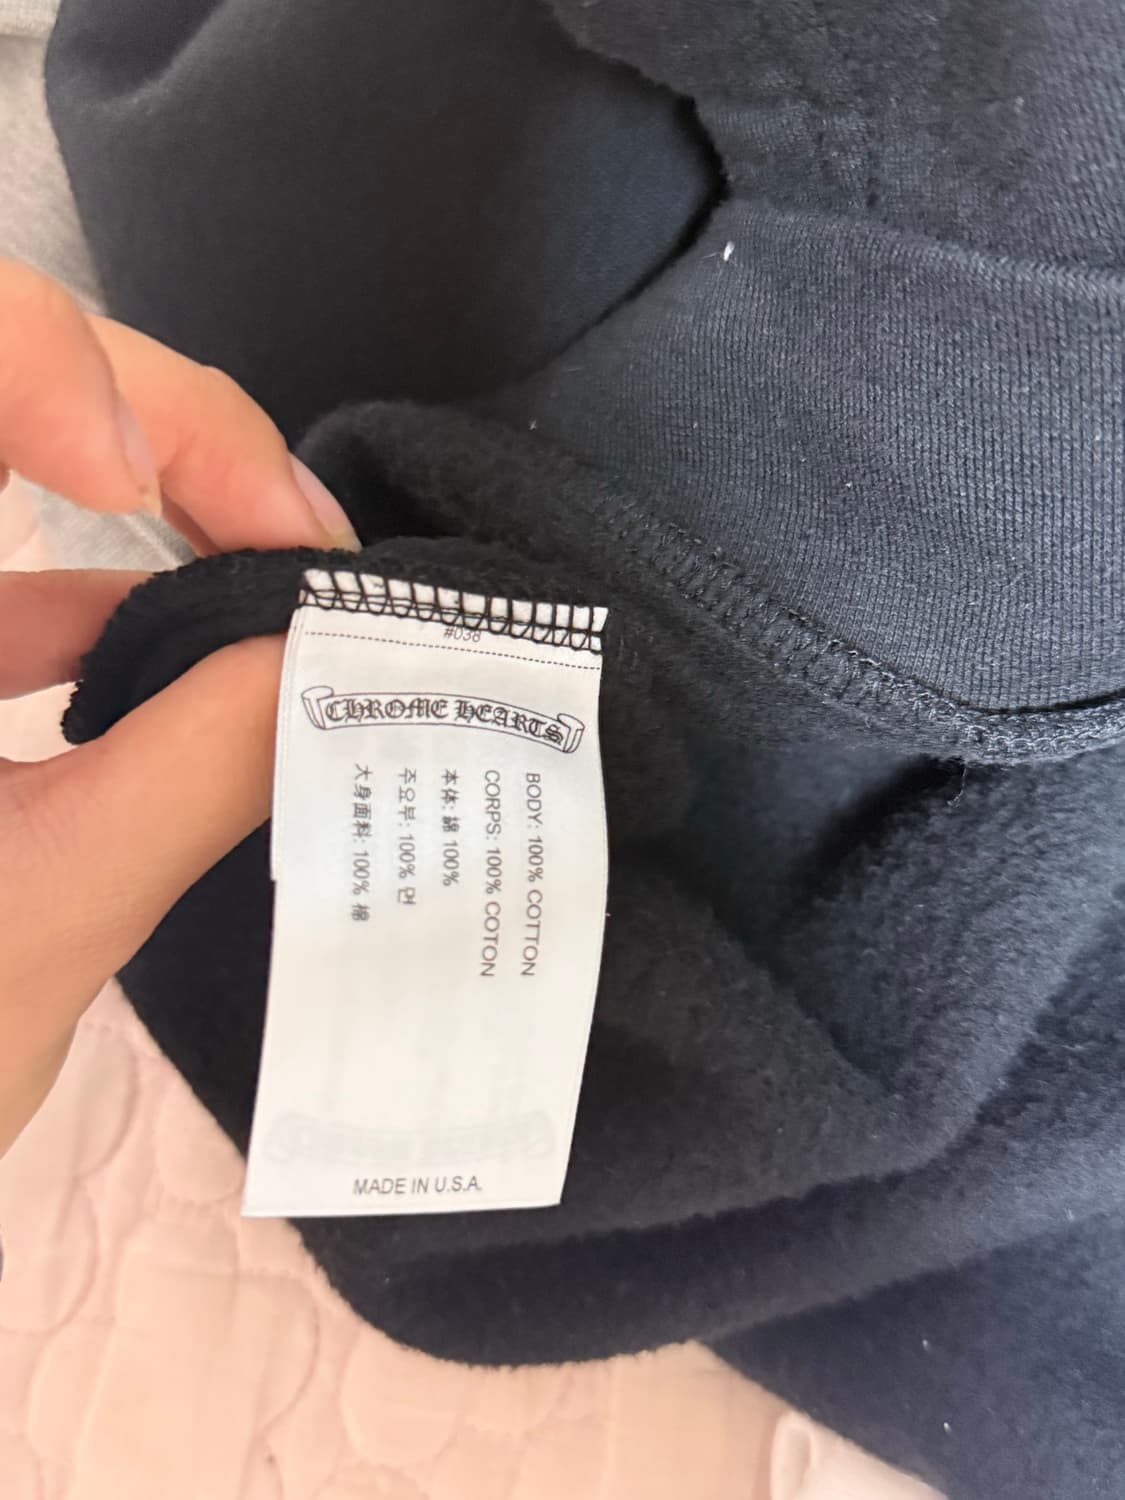 #038
CHROME HEARTS
BODY: 100% COTTON
CORPS: 100% COTON
本体: 綿 100%
주요부: 100% 면
大身面料: 100% 棉
MADE IN U.S.A.